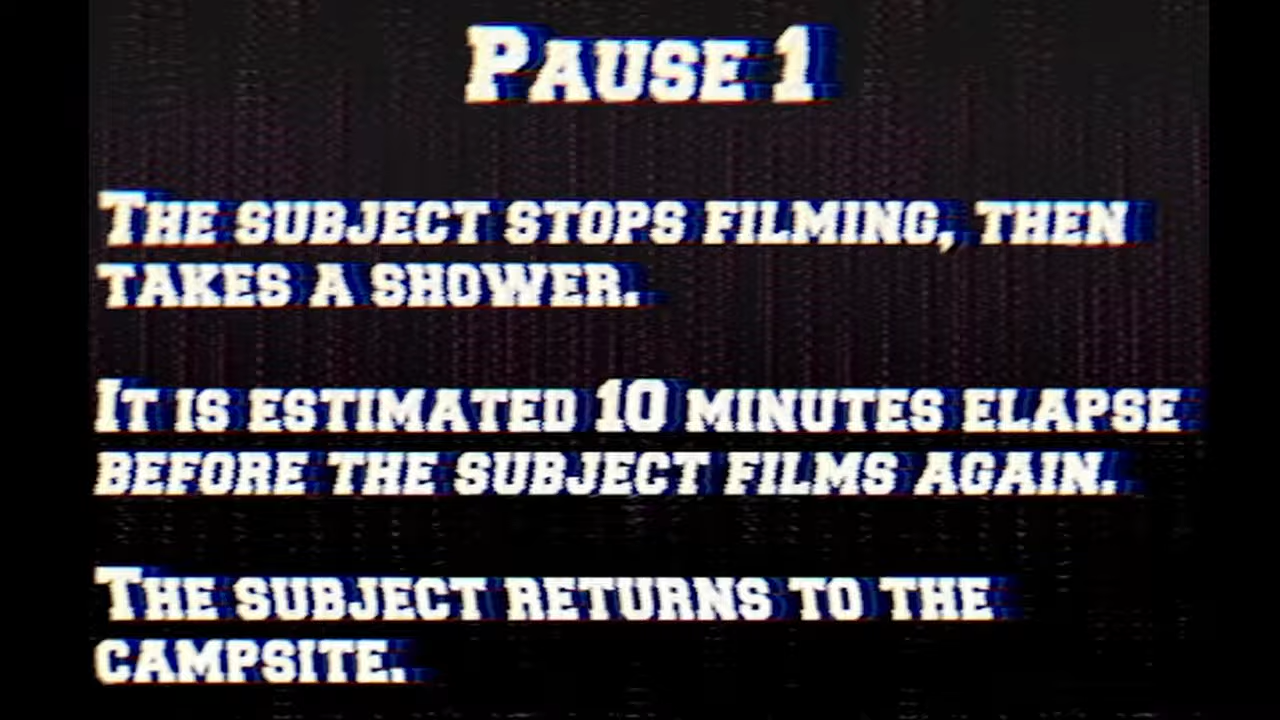 Pause 1
The subject stops filming, then
takes a shower.
It is estimated 10 minutes elapse
before the subject films again.
The subject returns to the
campsite.